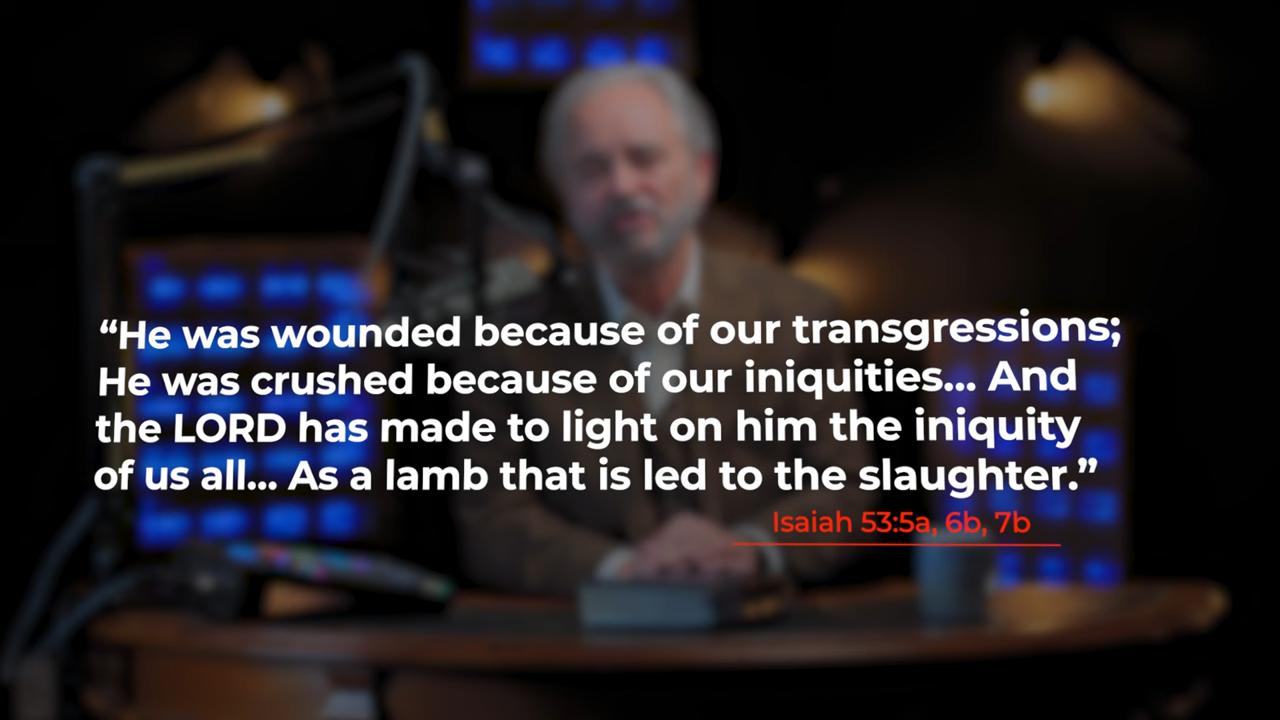 “He was wounded because of our transgressions;
He was crushed because of our iniquities... And
the LORD has made to light on him the iniquity
of us all... As a lamb that is led to the slaughter.”
Isaiah 53:5a, 6b, 7b